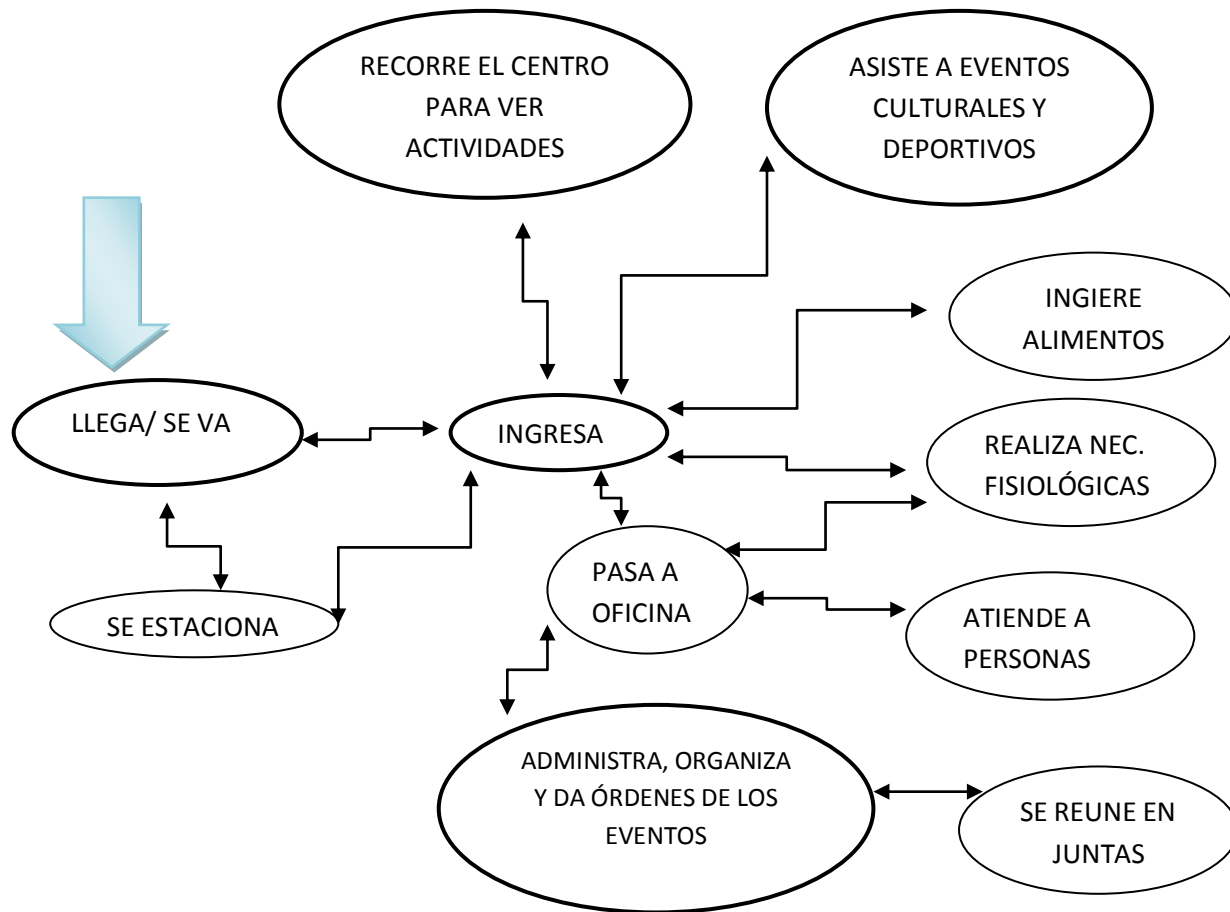 RECORRE EL CENTRO
PARA VER
ACTIVIDADES
ASISTE A EVENTOS
CULTURALES Y
DEPORTIVOS
INGIERE
ALIMENTOS
LLEGA/ SE VA
INGRESA
REALIZA NEC.
FISIOLÓGICAS
PASA A
OFICINA
SE ESTACIONA
ATIENDE A
PERSONAS
ADMINISTRA, ORGANIZA
Y DA ÓRDENES DE LOS
EVENTOS
SE REUNE EN
JUNTAS